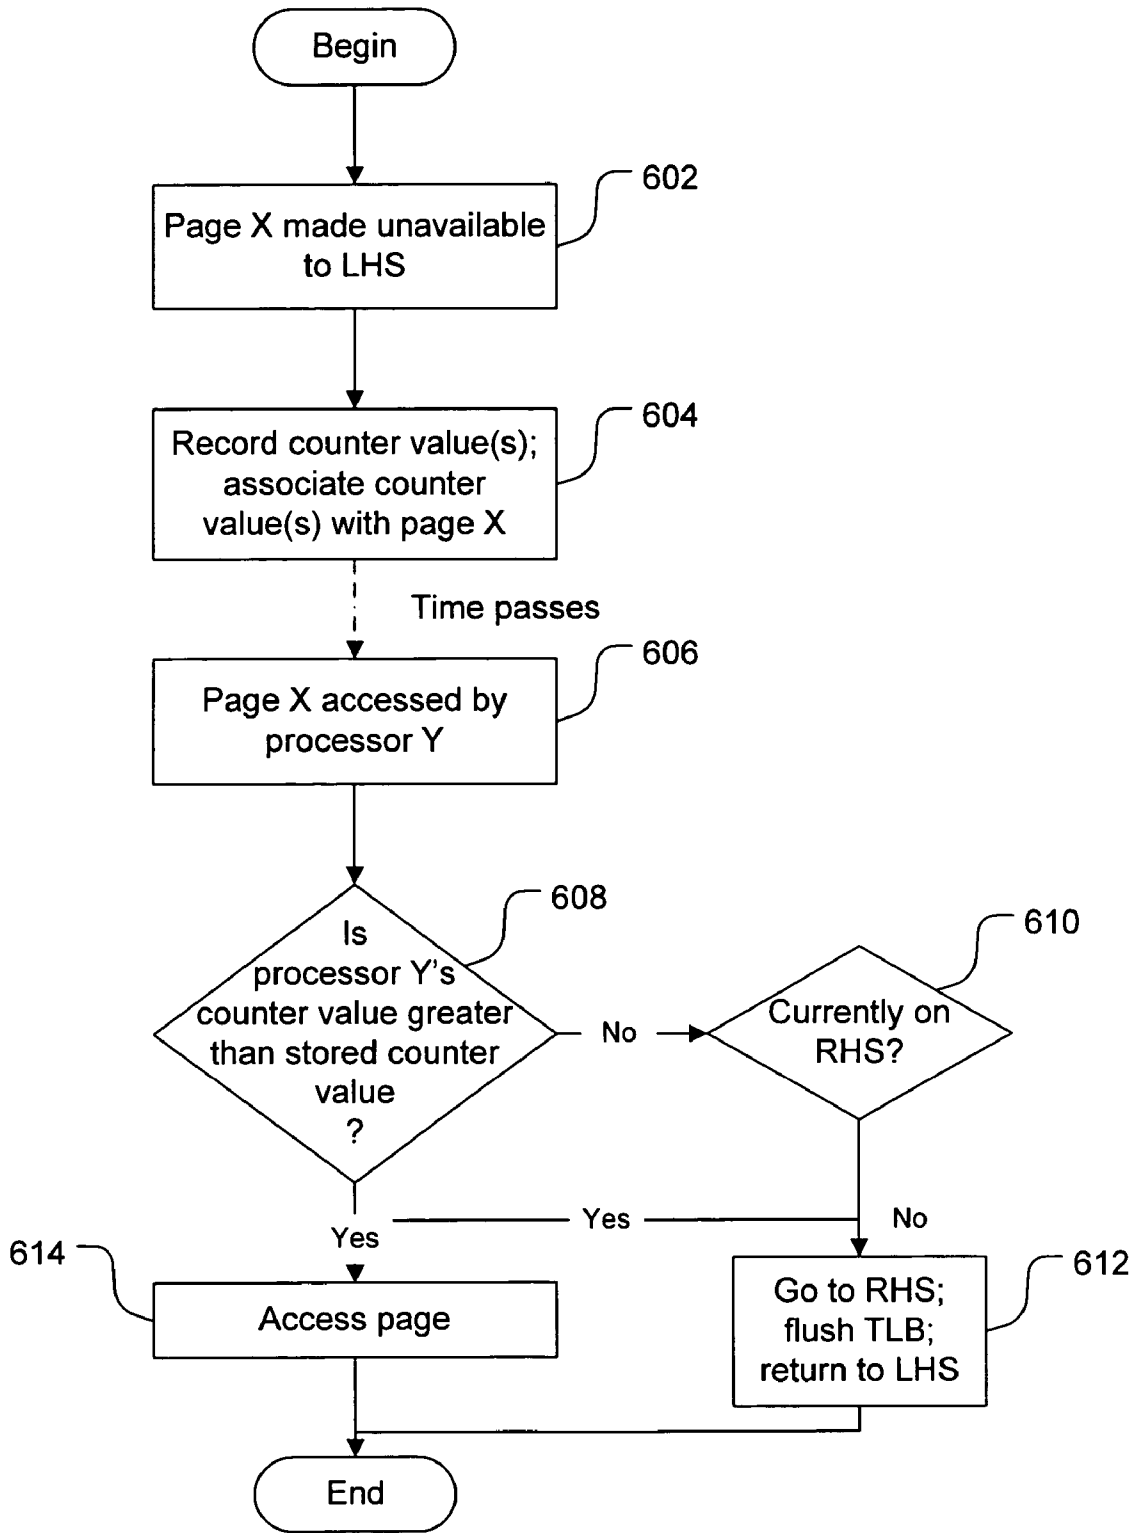 Begin
602
Page X made unavailable
to LHS
604
Record counter value(s);
associate counter
value(s) with page X
Time passes
606
Page X accessed by
processor Y
608
Is
processor Y's
counter value greater
than stored counter
value
?
No
610
Currently on
RHS?
Yes
Yes
No
614
Access page
612
Go to RHS;
flush TLB;
return to LHS
End